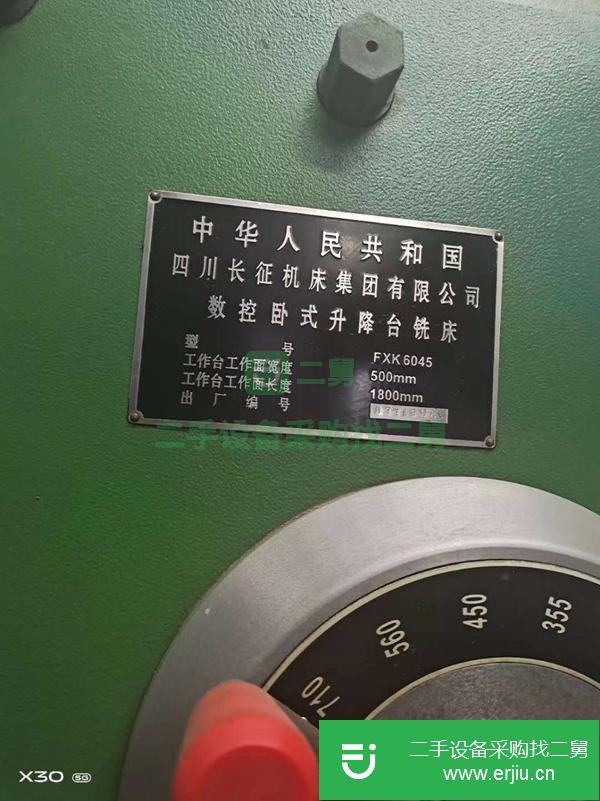 中华人民共和国
四川长征机床集团有限公司
数控卧式升降台铣床
型号 FXK6045
工作台工作面宽度 500mm
工作台工作面长度 1800mm
出厂编号
二舅
二手设备采购找二舅
355
450
560
710
X30 5G
二手设备采购找二舅
www.erjiu.cn